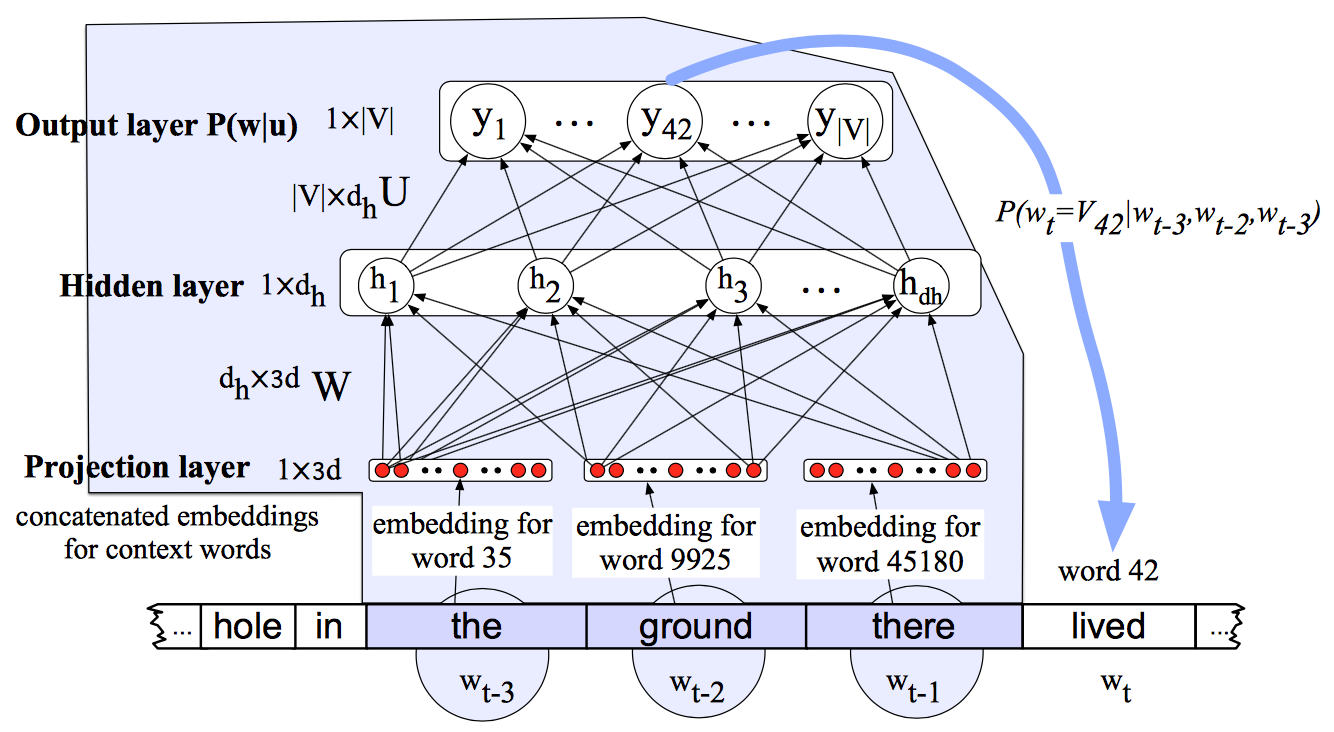 Output layer P(w|u) 1×|V|
y1 ... y42 ... y|V|
|V|×dh U
P(wt=V42|wt-3,wt-2,wt-3)
Hidden layer 1×dh
h1 h2 h3 ... hdh
dh×3d W
Projection layer 1×3d
concatenated embeddings
for context words
embedding for
word 35
embedding for
word 9925
embedding for
word 45180
word 42
... hole in the ground there lived ...
wt-3 wt-2 wt-1 wt